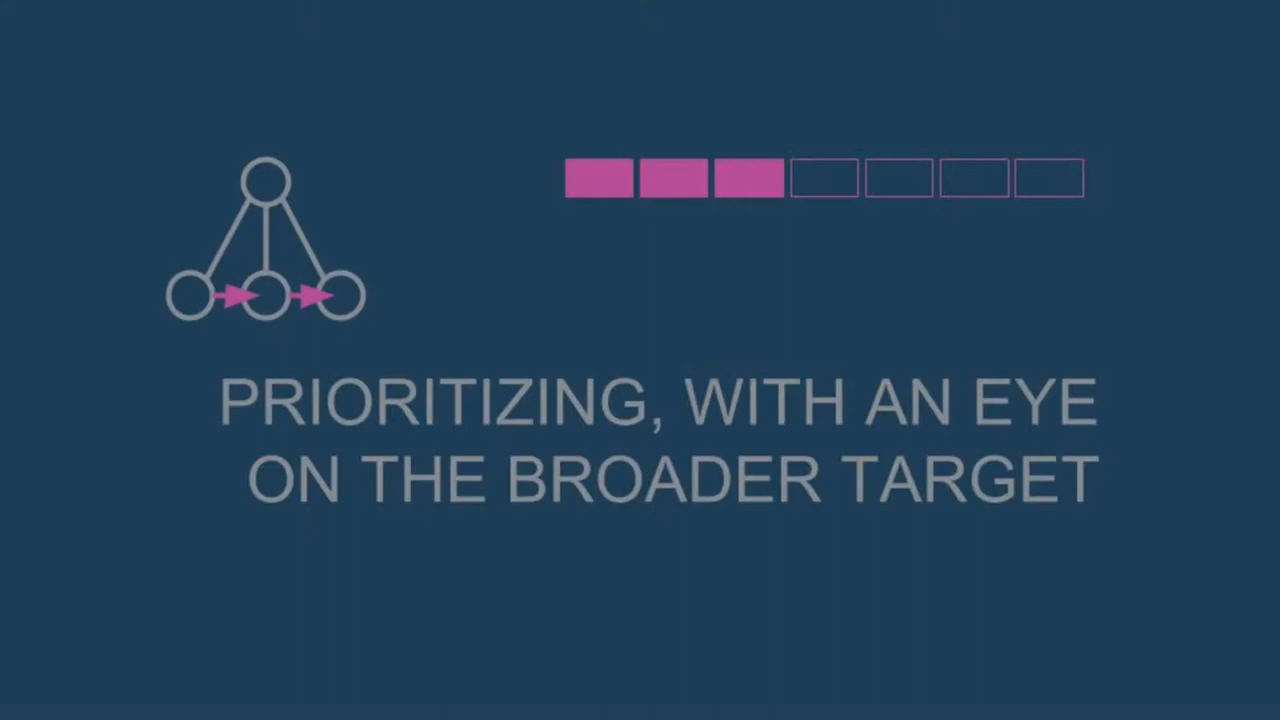 PRIORITIZING, WITH AN EYE
ON THE BROADER TARGET